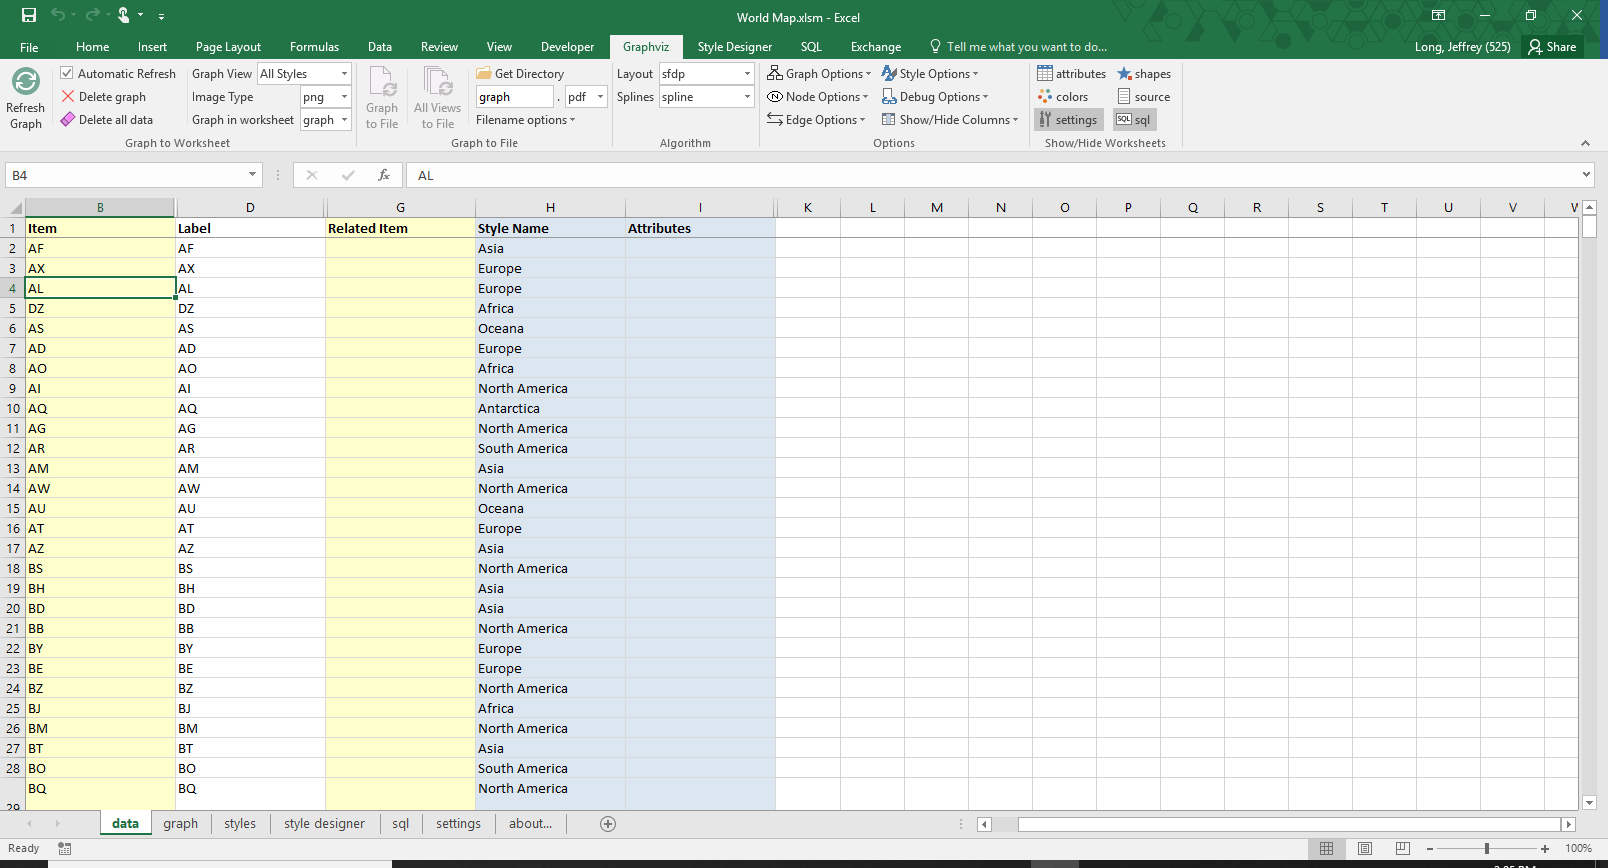 World Map.xlsm - Excel
File Home Insert Page Layout Formulas Data Review View Developer Graphviz Style Designer SQL Exchange Tell me what you want to do... Long, Jeffrey (525) Share
Refresh Graph
Automatic Refresh
Delete graph
Delete all data
Graph View All Styles
Image Type png
Graph in worksheet graph
Graph to Worksheet
Graph to File
All Views to File
Get Directory
graph . pdf
Filename options
Graph to File
Layout sfdp
Splines spline
Algorithm
Graph Options Style Options
Node Options Debug Options
Edge Options Show/Hide Columns
Options
attributes shapes
colors source
settings SQL sql
Show/Hide Worksheets
B4 fx AL
B D G H I K L M N O P Q R S T U V W
1 Item Label Related Item Style Name Attributes
2 AF AF Asia
3 AX AX Europe
4 AL AL Europe
5 DZ DZ Africa
6 AS AS Oceana
7 AD AD Europe
8 AO AO Africa
9 AI AI North America
10 AQ AQ Antarctica
11 AG AG North America
12 AR AR South America
13 AM AM Asia
14 AW AW North America
15 AU AU Oceana
16 AT AT Europe
17 AZ AZ Asia
18 BS BS North America
19 BH BH Asia
20 BD BD Asia
21 BB BB North America
22 BY BY Europe
23 BE BE Europe
24 BZ BZ North America
25 BJ BJ Africa
26 BM BM North America
27 BT BT Asia
28 BO BO South America
29 BQ BQ North America
data graph styles style designer sql settings about...
Ready 100%